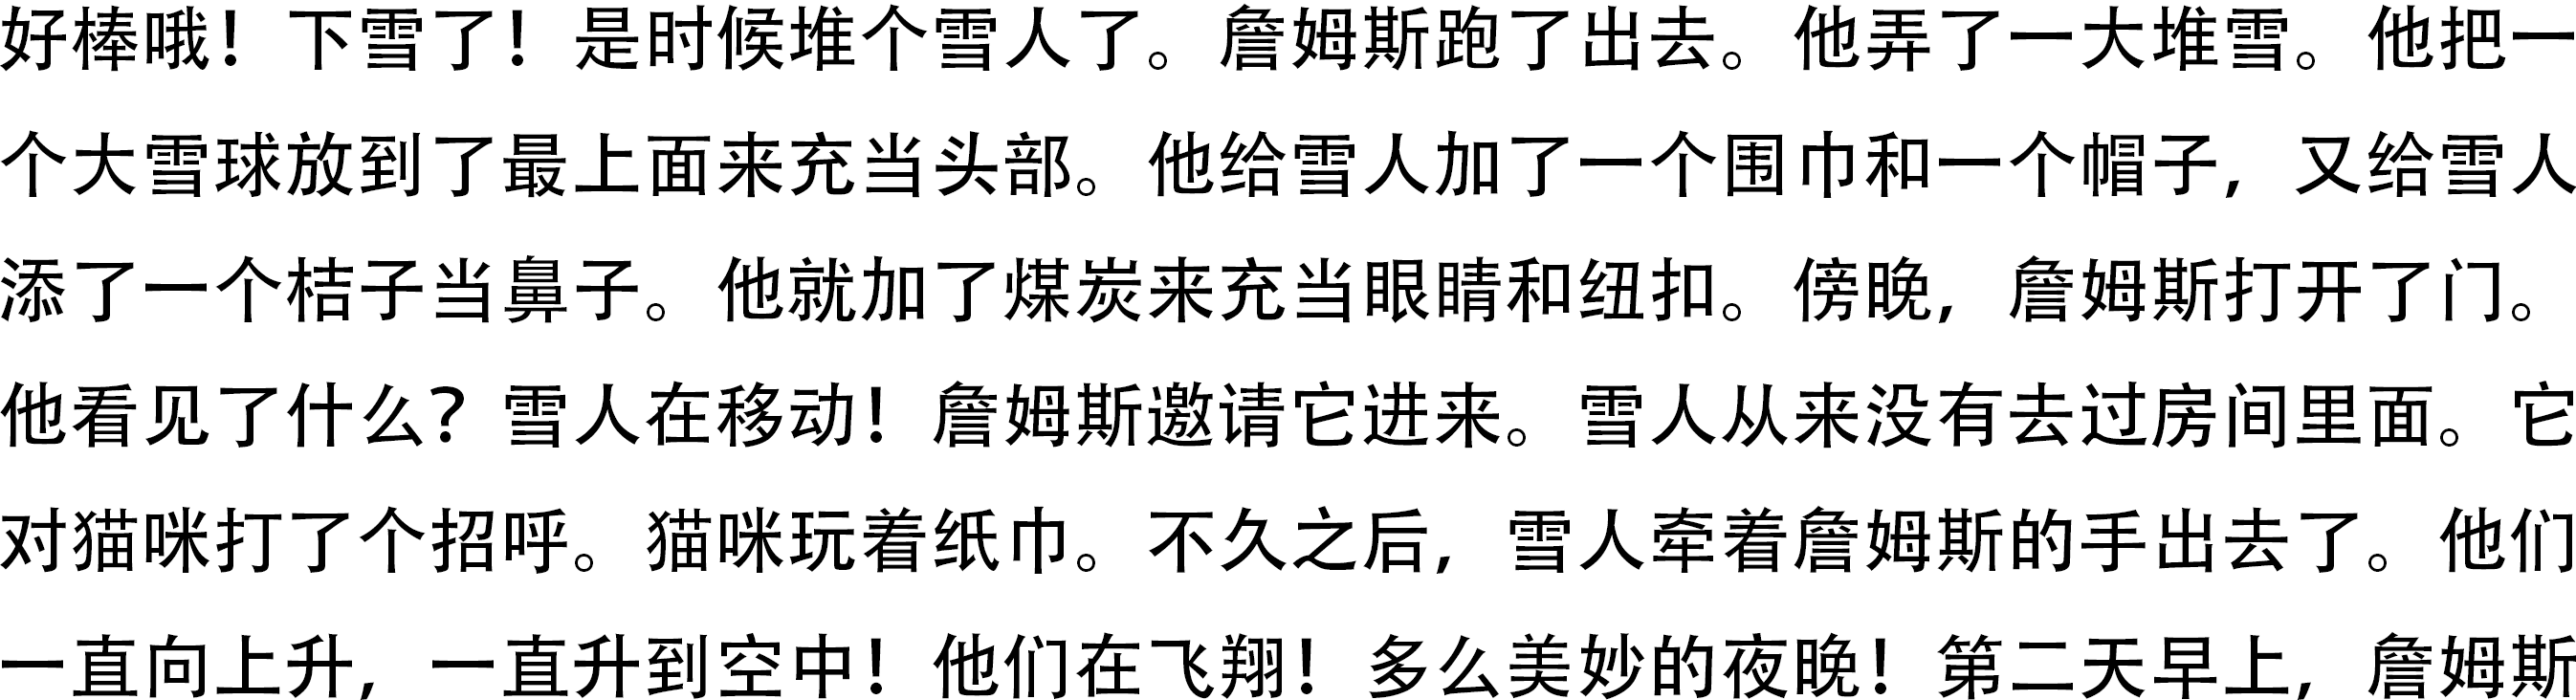 好棒哦！下雪了！是时候堆个雪人了。詹姆斯跑了出去。他弄了一大堆雪。他把一
个大雪球放到了最上面来充当头部。他给雪人加了一个围巾和一个帽子，又给雪人
添了一个桔子当鼻子。他就加了煤炭来充当眼睛和纽扣。傍晚，詹姆斯打开了门。
他看见了什么？雪人在移动！詹姆斯邀请它进来。雪人从来没有去过房间里面。它
对猫咪打了个招呼。猫咪玩着纸巾。不久之后，雪人牵着詹姆斯的手出去了。他们
一直向上升，一直升到空中！他们在飞翔！多么美妙的夜晚！第二天早上，詹姆斯